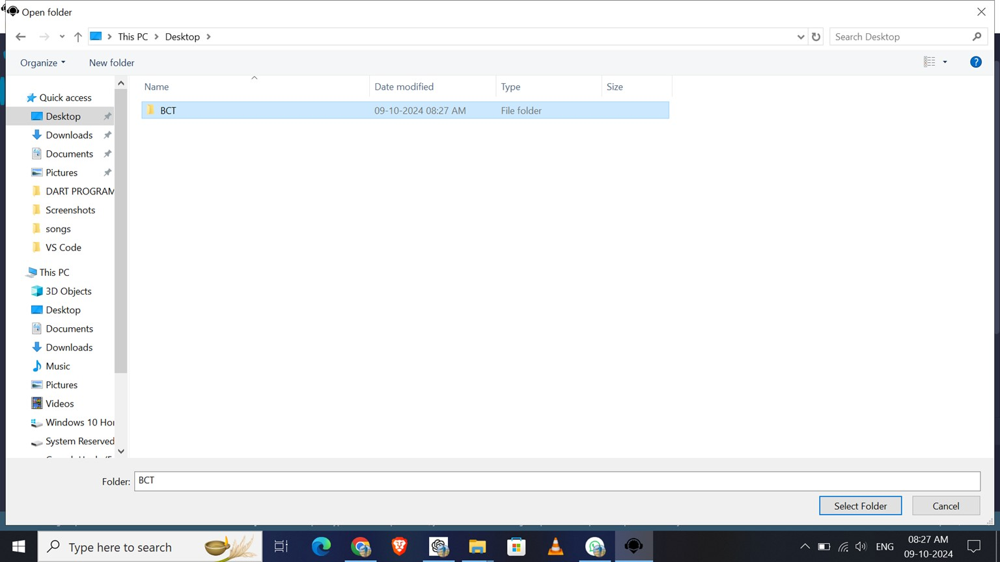 Open folder
This PC > Desktop >
Search Desktop
Organize
New folder
?
Name
Date modified
Type
Size
BCT
09-10-2024 08:27 AM
File folder
Quick access
Desktop
Downloads
Documents
Pictures
DART PROGRAM
Screenshots
songs
VS Code
This PC
3D Objects
Desktop
Documents
Downloads
Music
Pictures
Videos
Windows 10 Hor
System Reserved
Folder:
BCT
Select Folder
Cancel
Type here to search
ENG
08:27 AM
09-10-2024